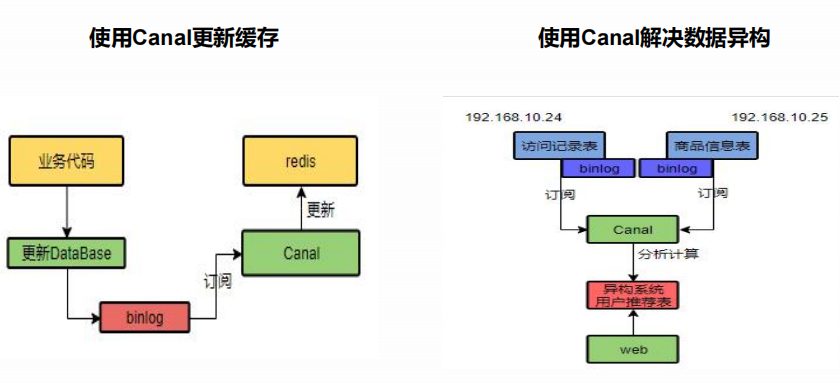 使用Canal更新缓存
业务代码
redis
更新
更新DataBase
Canal
订阅
binlog
使用Canal解决数据异构
192.168.10.24
192.168.10.25
访问记录表
商品信息表
binlog
binlog
订阅
订阅
Canal
分析计算
异构系统
用户推荐表
web